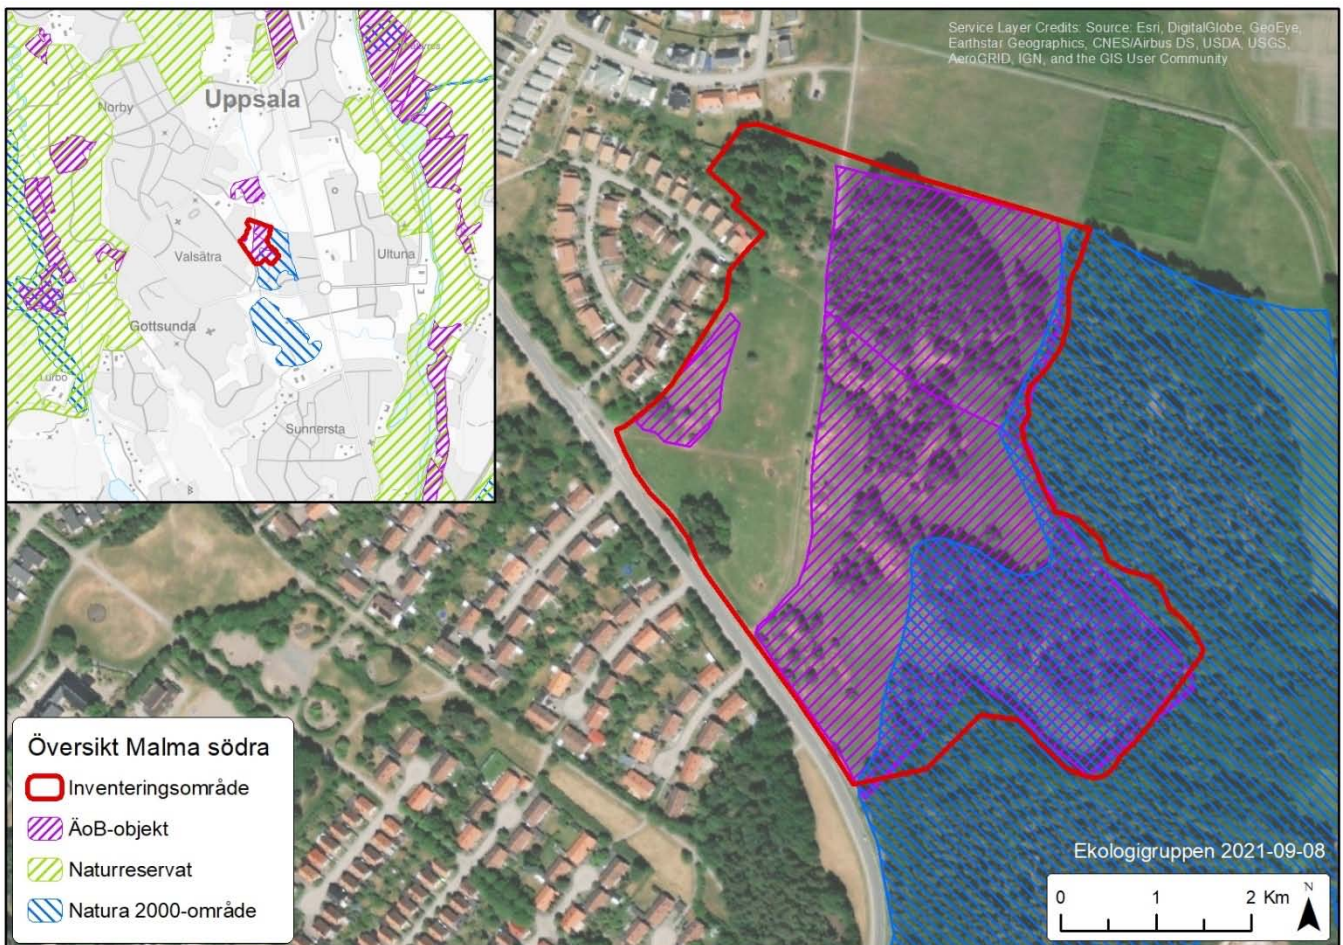 Service Layer Credits: Source: Esri, DigitalGlobe, GeoEye,
Earthstar Geographics, CNES/Airbus DS, USDA, USGS,
AeroGRID, IGN, and the GIS User Community
Uppsala
Norby
Valsätra
Ultuna
Gottsunda
Lurbo
Sunnersta
Översikt Malma södra
Inventeringsområde
ÄoB-objekt
Naturreservat
Natura 2000-område
Ekologigruppen 2021-09-08
0 1 2 Km
N